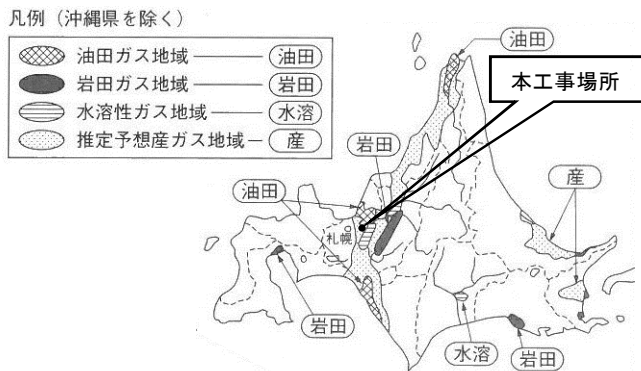 凡例（沖縄県を除く）
油田ガス地域 油田
岩田ガス地域 岩田
水溶性ガス地域 水溶
推定予想産ガス地域 産
油田
本工事場所
岩田
産
油田
札幌
岩田
岩田
水溶